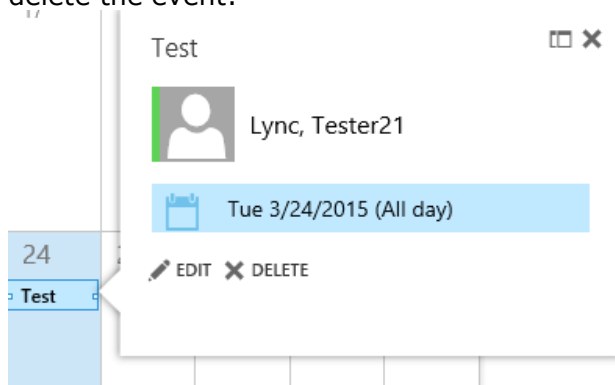 delete the event.
17
Test
Lync, Tester21
Tue 3/24/2015 (All day)
24
EDIT DELETE
Test